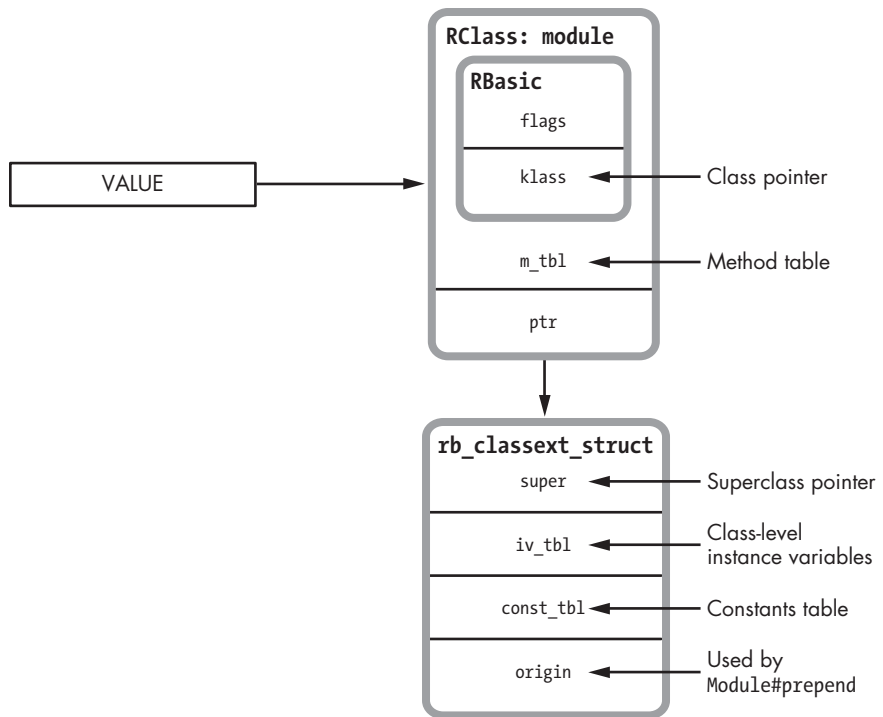 RClass: module
RBasic
flags
VALUE
klass
Class pointer
m_tbl
Method table
ptr
rb_classext_struct
super
Superclass pointer
iv_tbl
Class-level
instance variables
const_tbl
Constants table
origin
Used by
Module#prepend